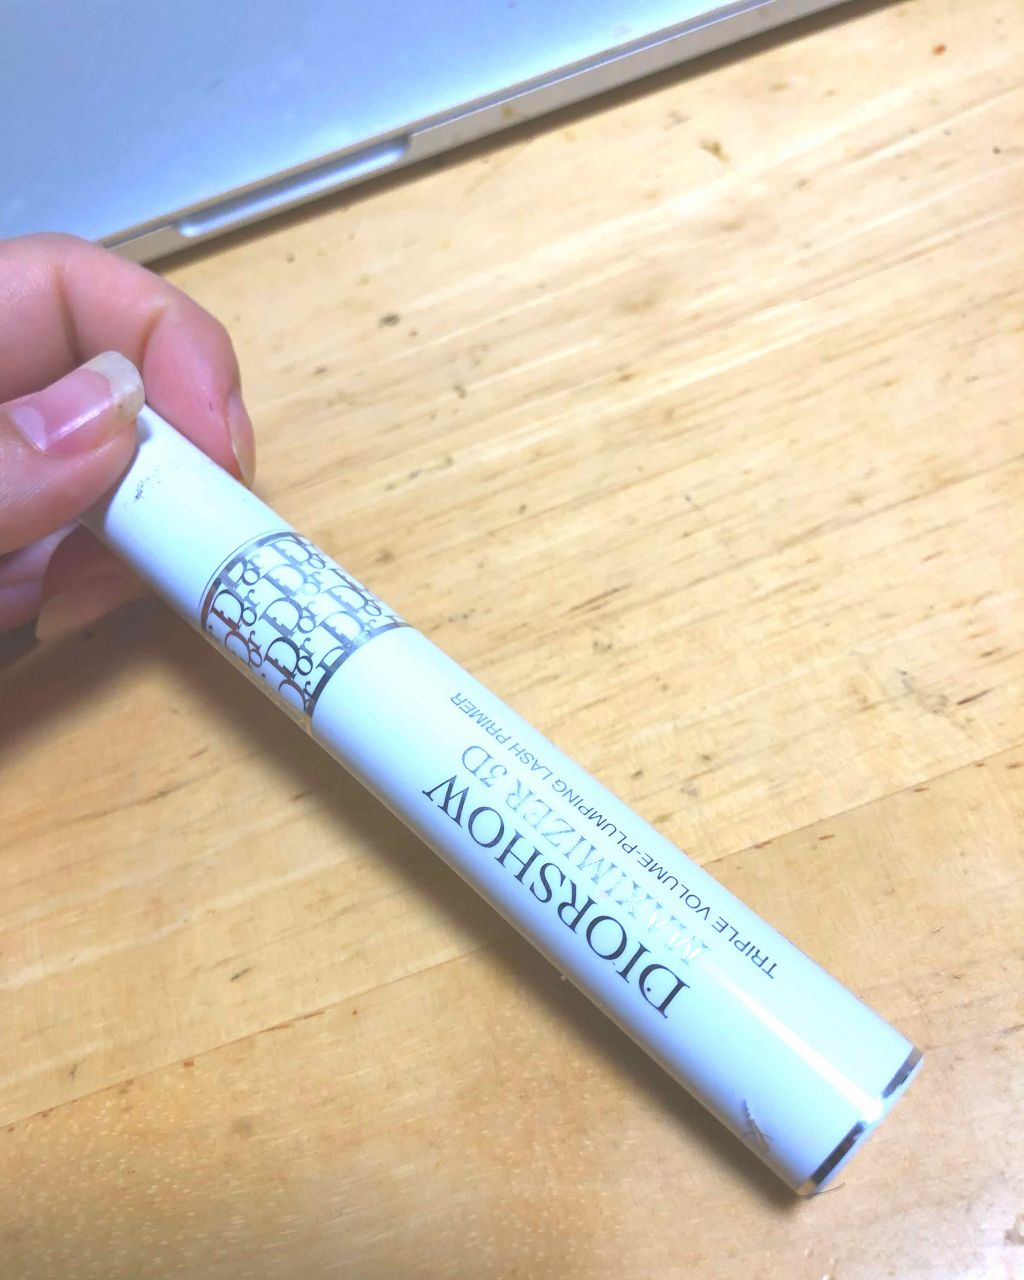 DIORSHOW
MAXIMIZER 3D
TRIPLE VOLUME-PLUMPING LASH PRIMER